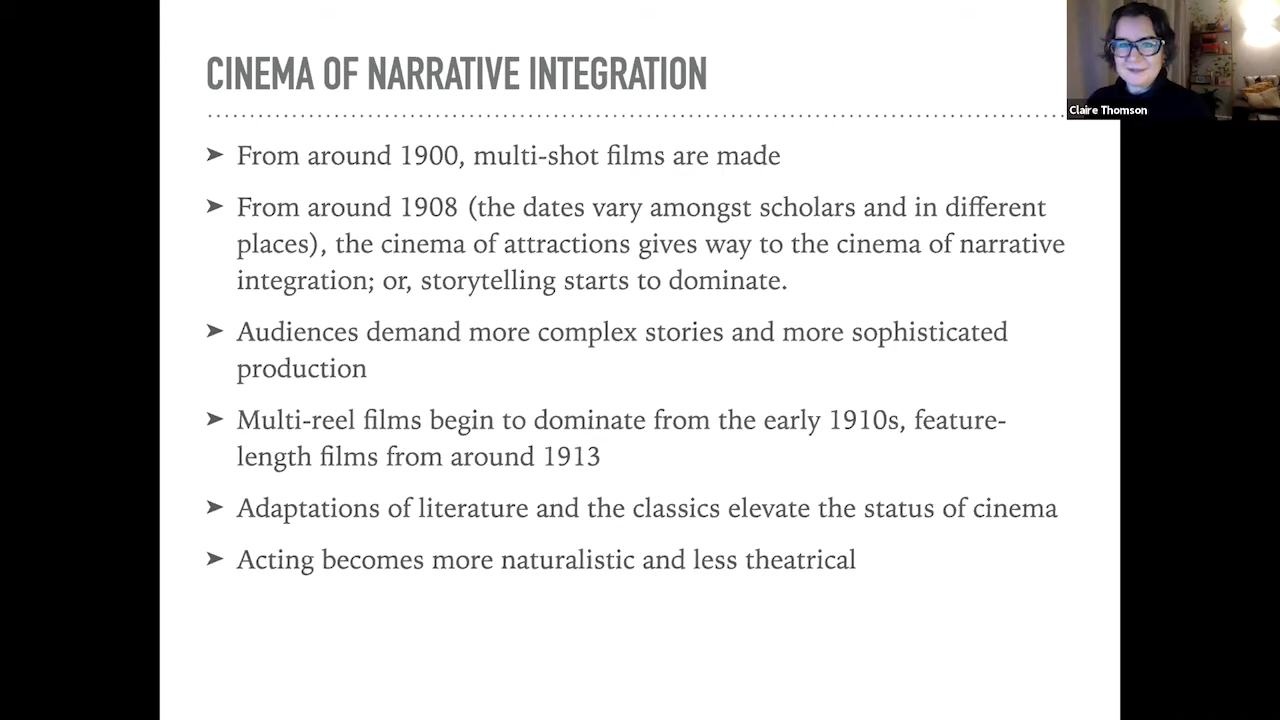 CINEMA OF NARRATIVE INTEGRATION
Claire Thomson
➤ From around 1900, multi-shot films are made
➤ From around 1908 (the dates vary amongst scholars and in different
places), the cinema of attractions gives way to the cinema of narrative
integration; or, storytelling starts to dominate.
➤ Audiences demand more complex stories and more sophisticated
production
➤ Multi-reel films begin to dominate from the early 1910s, feature-
length films from around 1913
➤ Adaptations of literature and the classics elevate the status of cinema
➤ Acting becomes more naturalistic and less theatrical